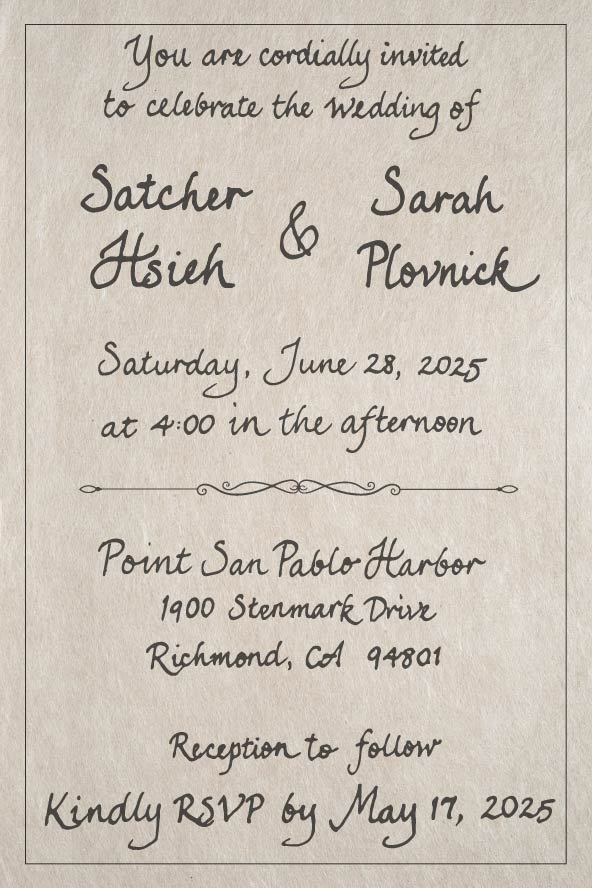 You are cordially invited
to celebrate the wedding of
Satcher Hsieh & Sarah Plovnick
Saturday, June 28, 2025
at 4:00 in the afternoon
Point San Pablo Harbor
1900 Stenmark Drive
Richmond, CA 94801
Reception to follow
Kindly RSVP by May 17, 2025